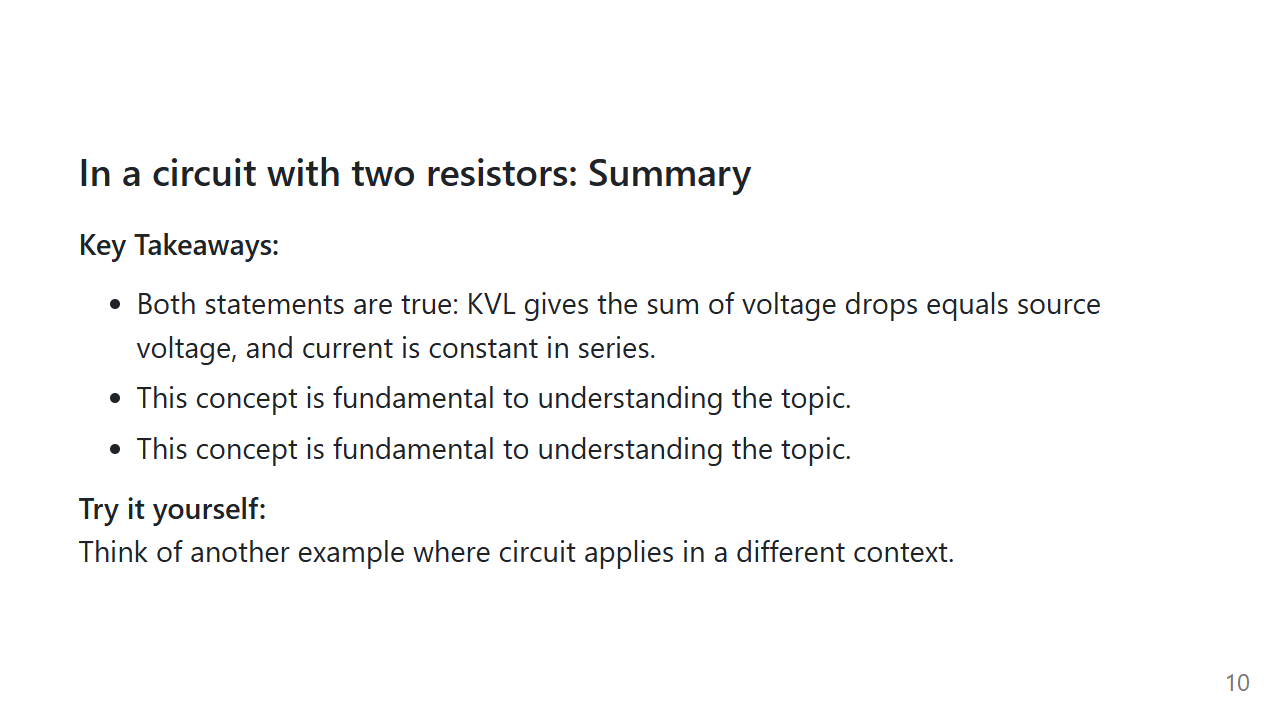 In a circuit with two resistors: Summary
Key Takeaways:
• Both statements are true: KVL gives the sum of voltage drops equals source
voltage, and current is constant in series.
• This concept is fundamental to understanding the topic.
• This concept is fundamental to understanding the topic.
Try it yourself:
Think of another example where circuit applies in a different context.
10